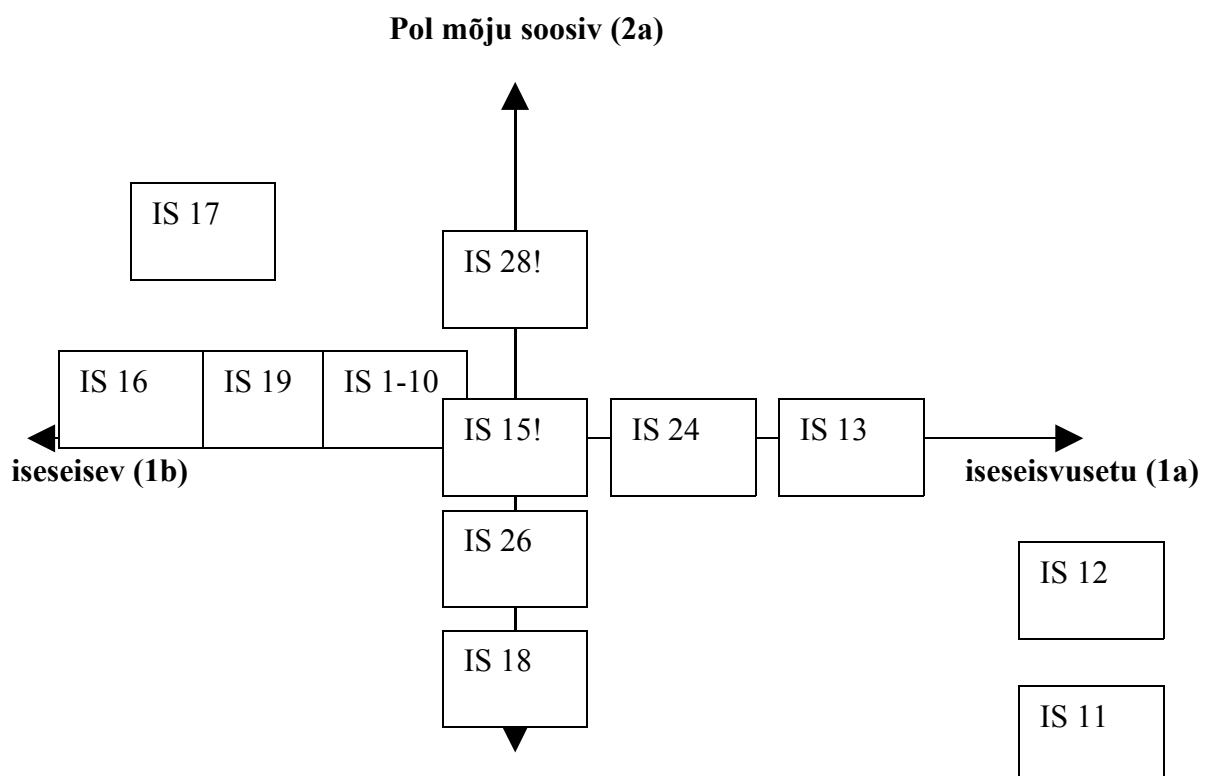 Pol mõju soosiv (2a)
IS 17
IS 28!
IS 16 IS 19 IS 1-10
IS 15! IS 24 IS 13
iseseisev (1b) iseseisvusetu (1a)
IS 26
IS 12
IS 18
IS 11